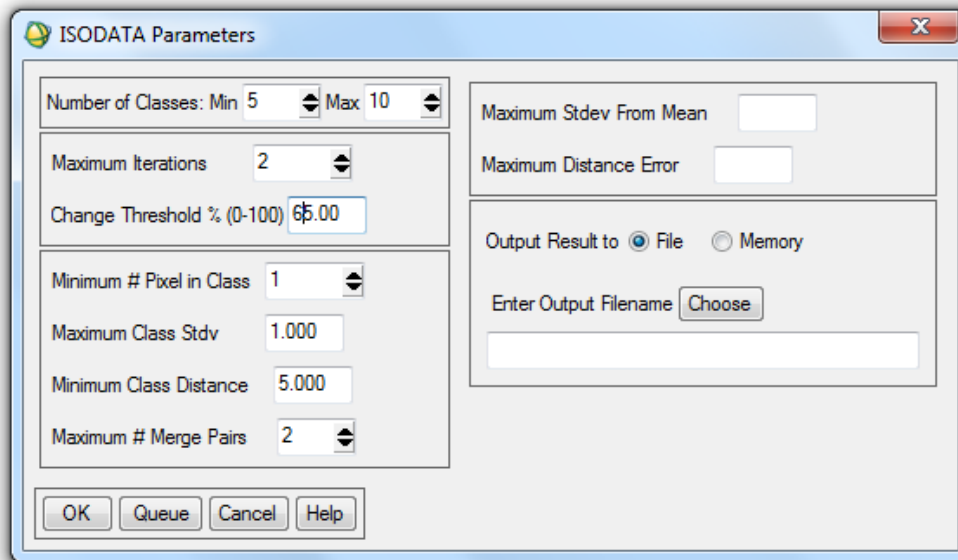 ISODATA Parameters
X
Number of Classes: Min 5 Max 10
Maximum Iterations 2
Change Threshold % (0-100) 65.00
Minimum # Pixel in Class 1
Maximum Class Stdv 1.000
Minimum Class Distance 5.000
Maximum # Merge Pairs 2
Maximum Stdev From Mean
Maximum Distance Error
Output Result to File Memory
Enter Output Filename Choose
OK Queue Cancel Help